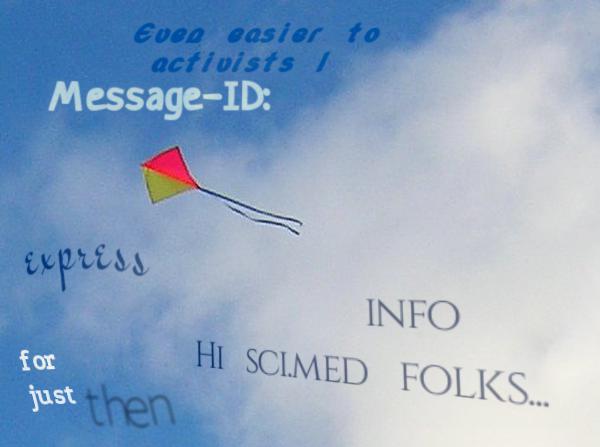 Even easier to
activists I
Message-ID:
express
INFO
Hi sci.med folks...
for
just
then